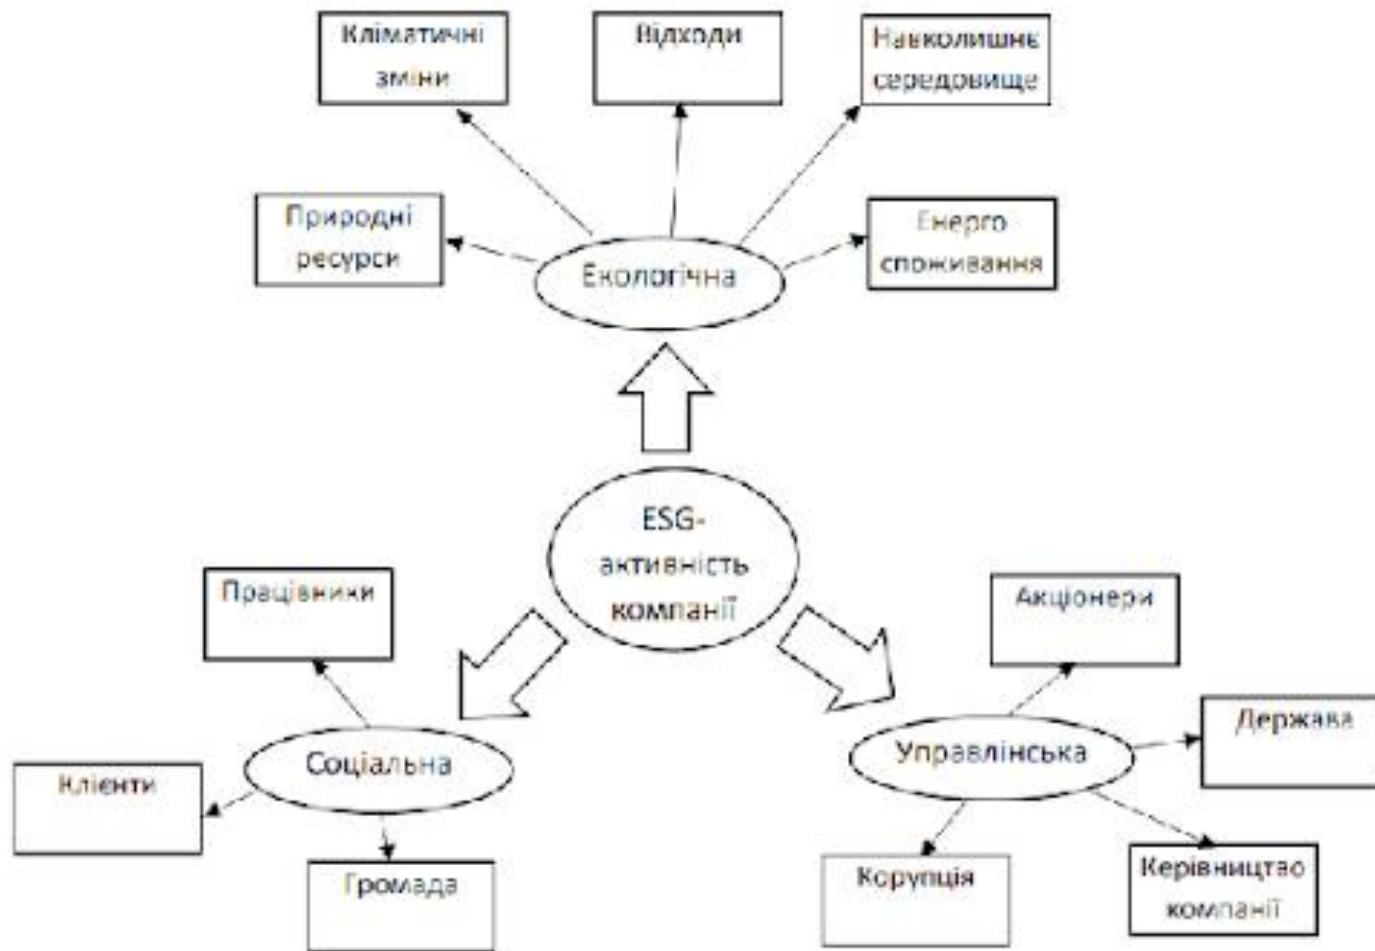 Кліматичні
зміни
Відходи
Навколишнє
середовище
Природні
ресурси
Енерго
споживання
Екологічна
ESG-
активність
компанії
Працівники
Акціонери
Соціальна
Управлінська
Держава
Клієнти
Громада
Корупція
Керівництво
компанії